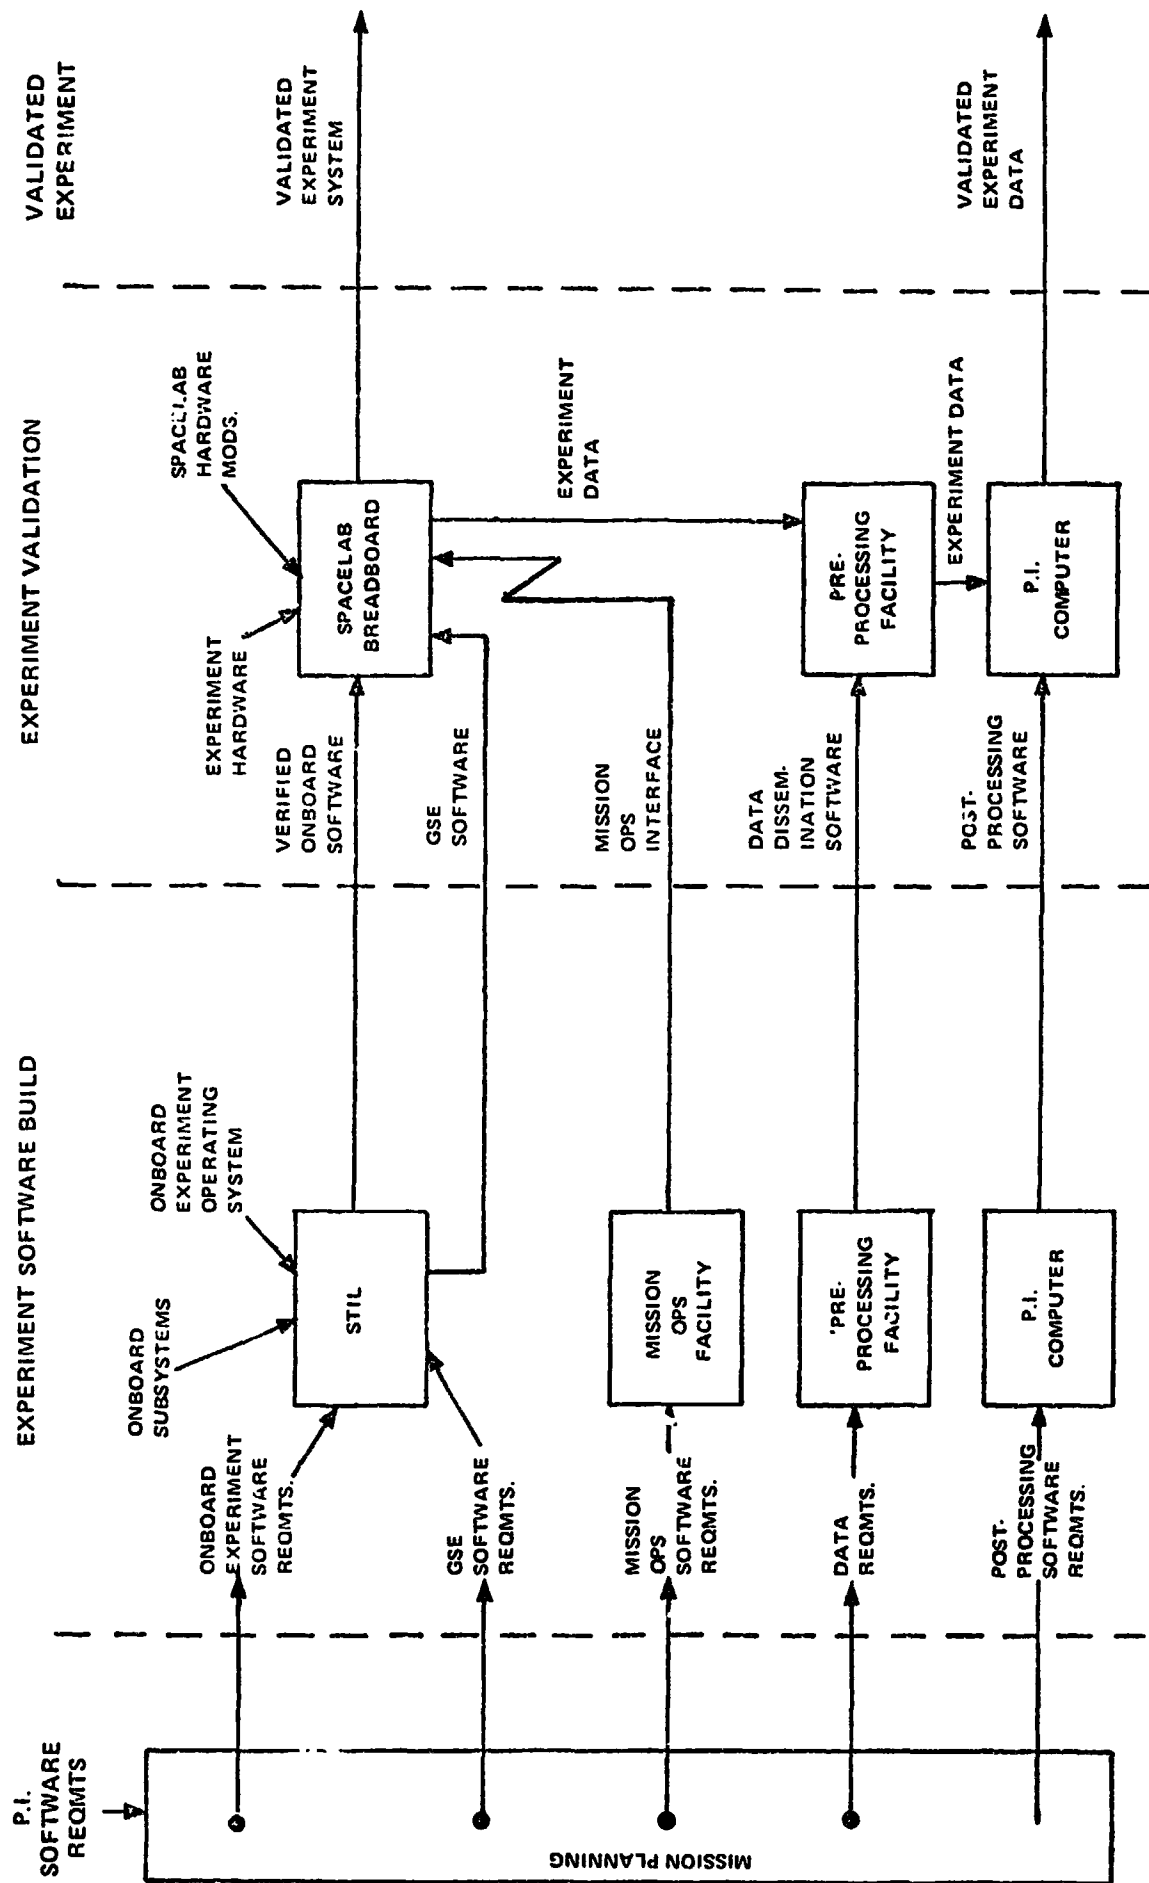 P.I.
SOFTWARE
REQMTS
MISSION PLANNING
EXPERIMENT SOFTWARE BUILD
ONBOARD
EXPERIMENT
SOFTWARE
REQMTS.
ONBOARD
SUBSYSTEMS
ONBOARD
EXPERIMENT
OPERATING
SYSTEM
STIL
GSE
SOFTWARE
REQMTS.
MISSION
OPS
SOFTWARE
REQMTS.
MISSION
OPS
FACILITY
DATA
REQMTS.
'PRE-
PROCESSING
FACILITY
POST-
PROCESSING
SOFTWARE
REQMTS.
P.I.
COMPUTER
EXPERIMENT VALIDATION
EXPERIMENT
HARDWARE
SPACELAB
HARDWARE
MODS.
VERIFIED
ONBOARD
SOFTWARE
SPACELAB
BREADBOARD
GSE
SOFTWARE
EXPERIMENT
DATA
MISSION
OPS
INTERFACE
DATA
DISSEM-
INATION
SOFTWARE
PRE-
PROCESSING
FACILITY
EXPERIMENT DATA
POST-
PROCESSING
SOFTWARE
P.I.
COMPUTER
VALIDATED
EXPERIMENT
VALIDATED
EXPERIMENT
SYSTEM
VALIDATED
EXPERIMENT
DATA